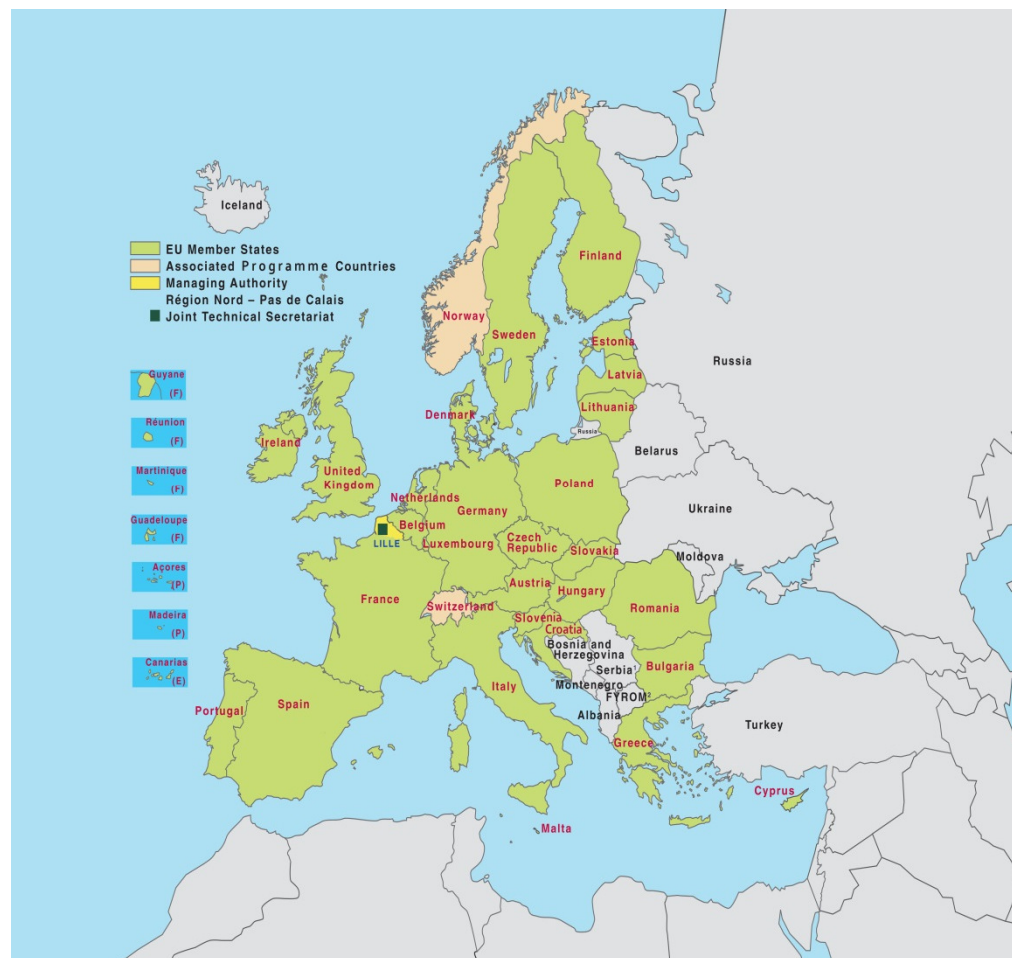 Iceland
EU Member States
Associated Programme Countries
Managing Authority
Région Nord – Pas de Calais
Joint Technical Secretariat
Finland
Norway
Sweden
Estonia
Russia
Latvia
Guyane
(F)
Lithuania
Denmark
Réunion
(F)
Russia
Ireland
Belarus
Martinique
(F)
United
Kingdom
Poland
Netherlands
Germany
Ukraine
Guadeloupe
(F)
Belgium
LILLE
Luxembourg
Czech
Republic
Slovakia
Moldova
Açores
(P)
Austria
Hungary
France
Switzerland
Romania
Madeira
(P)
Slovenia
Croatia
Bosnia and
Herzegovina
Canarias
(E)
Serbia¹
Bulgaria
Italy
Montenegro
FYROM²
Portugal
Spain
Albania
Turkey
Greece
Cyprus
Malta